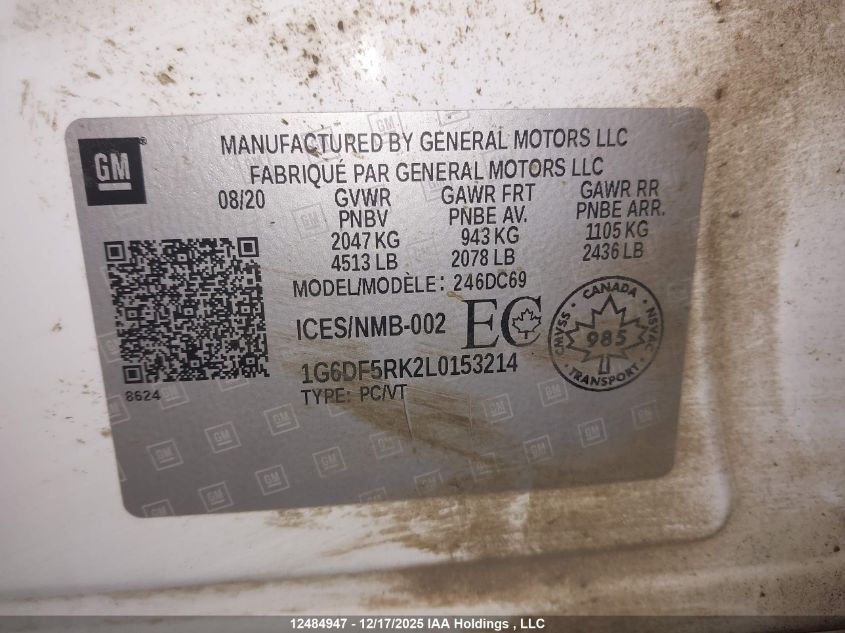 GM
MANUFACTURED BY GENERAL MOTORS LLC
FABRIQUÉ PAR GENERAL MOTORS LLC
08/20 GVWR GAWR FRT GAWR RR
PNBV PNBE AV. PNBE ARR.
2047 KG 943 KG 1105 KG
4513 LB 2078 LB 2436 LB
MODEL/MODÈLE: 246DC69
ICES/NMB-002 EC
CANADA
CMVSS 985 NSVAC
TRANSPORT
1G6DF5RK2L0153214
8624 TYPE: PC/VT
12484947 - 12/17/2025 IAA Holdings , LLC